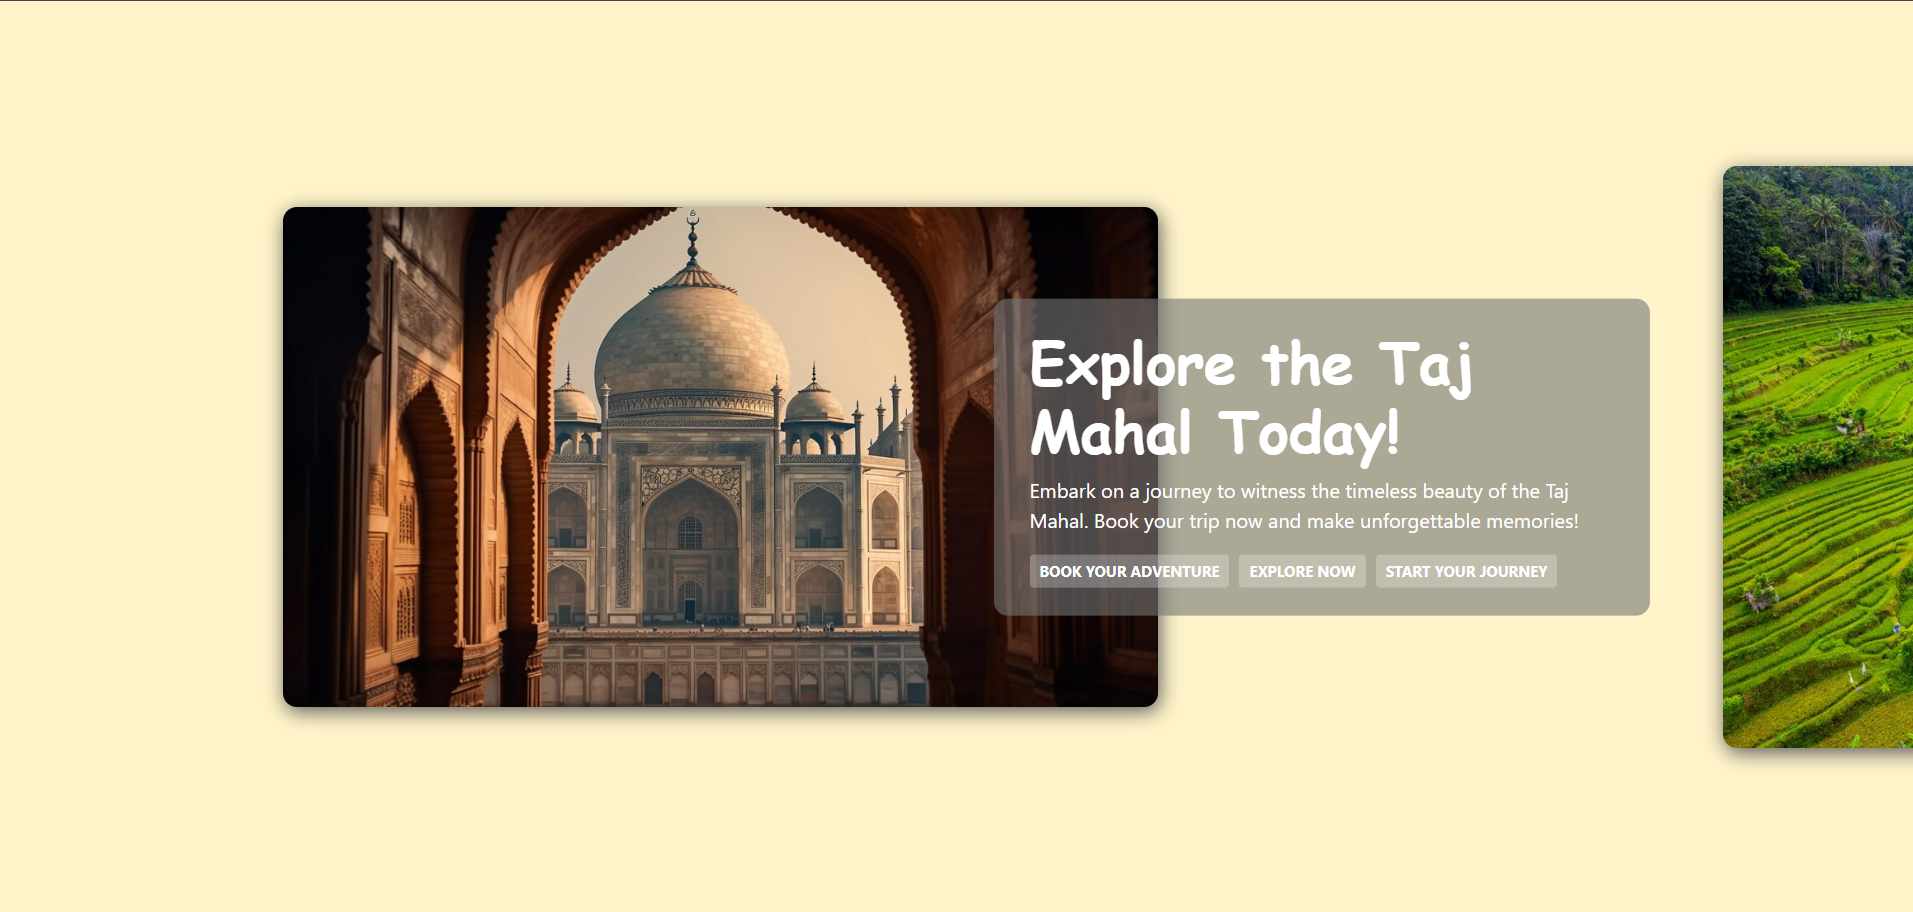 Explore the Taj
Mahal Today!
Embark on a journey to witness the timeless beauty of the Taj
Mahal. Book your trip now and make unforgettable memories!
BOOK YOUR ADVENTURE EXPLORE NOW START YOUR JOURNEY